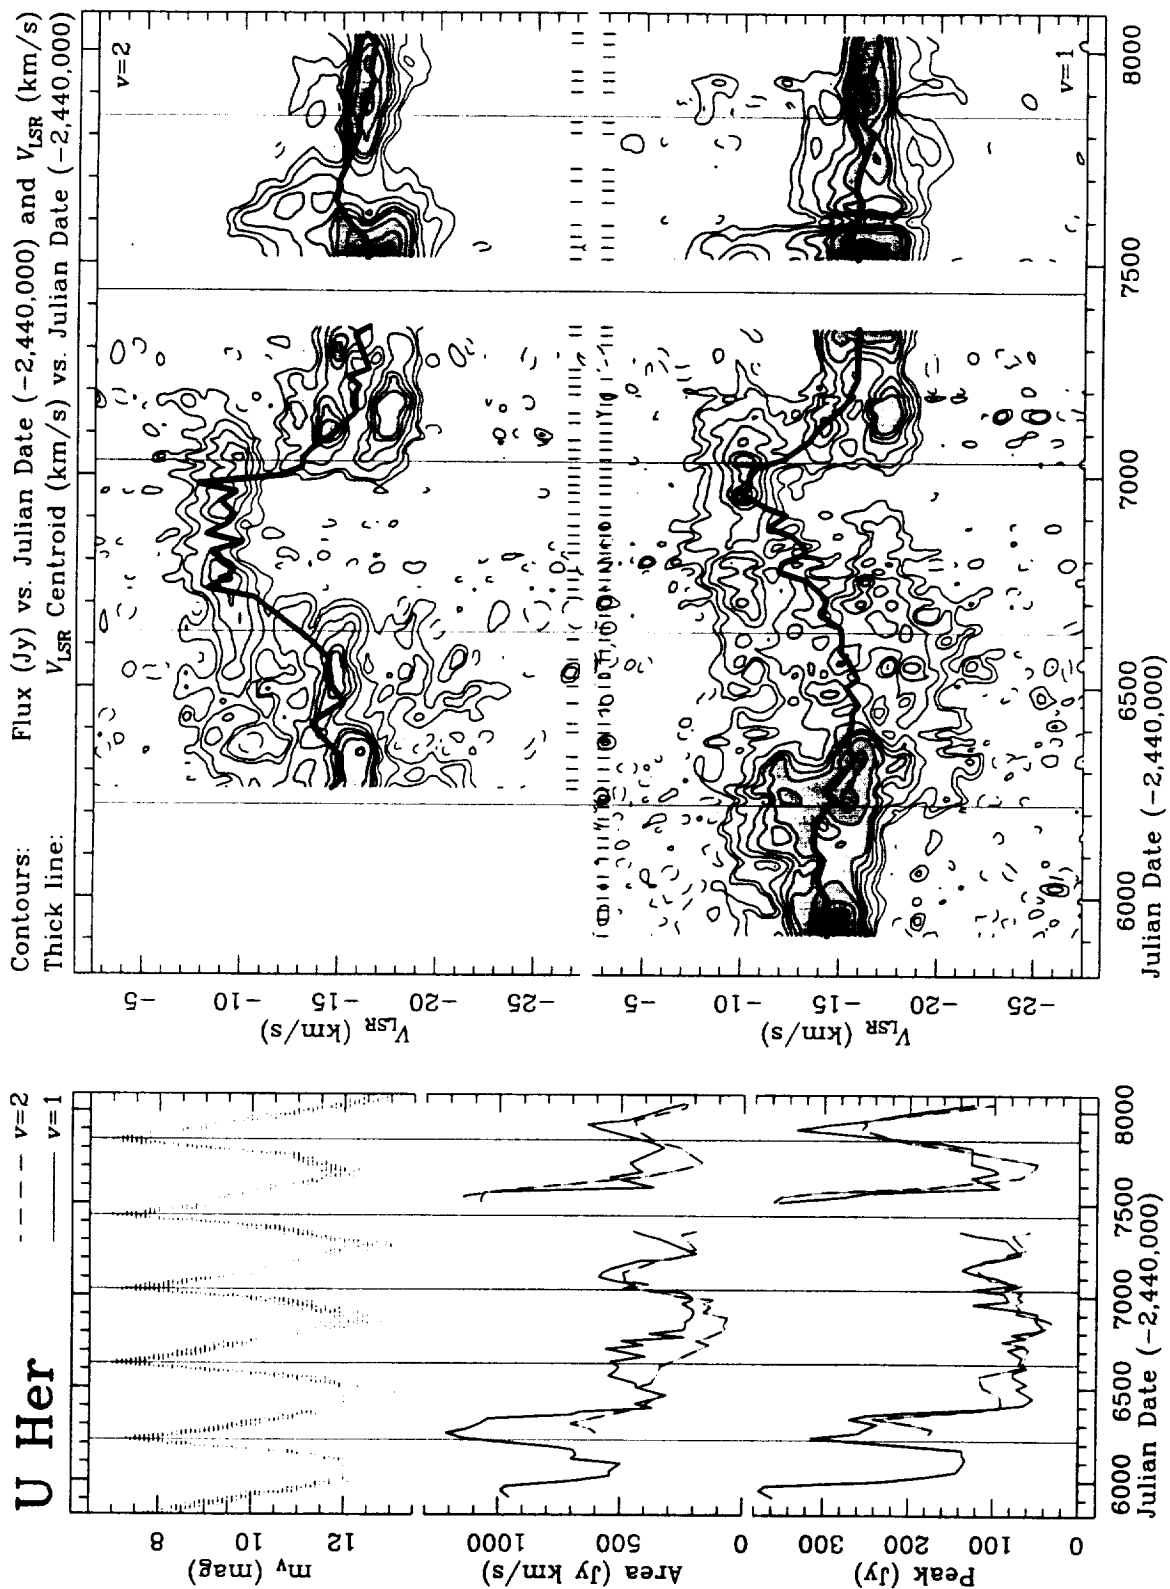 U Her
- - - - v=2
—— v=1
m_v (mag)
8
10
12
Area (Jy km/s)
1000
500
0
Peak (Jy)
300
200
100
0
6000
6500
7000
7500
8000
Julian Date (−2,440,000)
Contours: Flux (Jy) vs. Julian Date (−2,440,000) and V_LSR (km/s)
Thick line: V_LSR Centroid (km/s) vs. Julian Date (−2,440,000)
v=2
V_LSR (km/s)
−5
−10
−15
−20
−25
v=1
V_LSR (km/s)
−5
−10
−15
−20
−25
6000
6500
7000
7500
8000
Julian Date (−2,440,000)